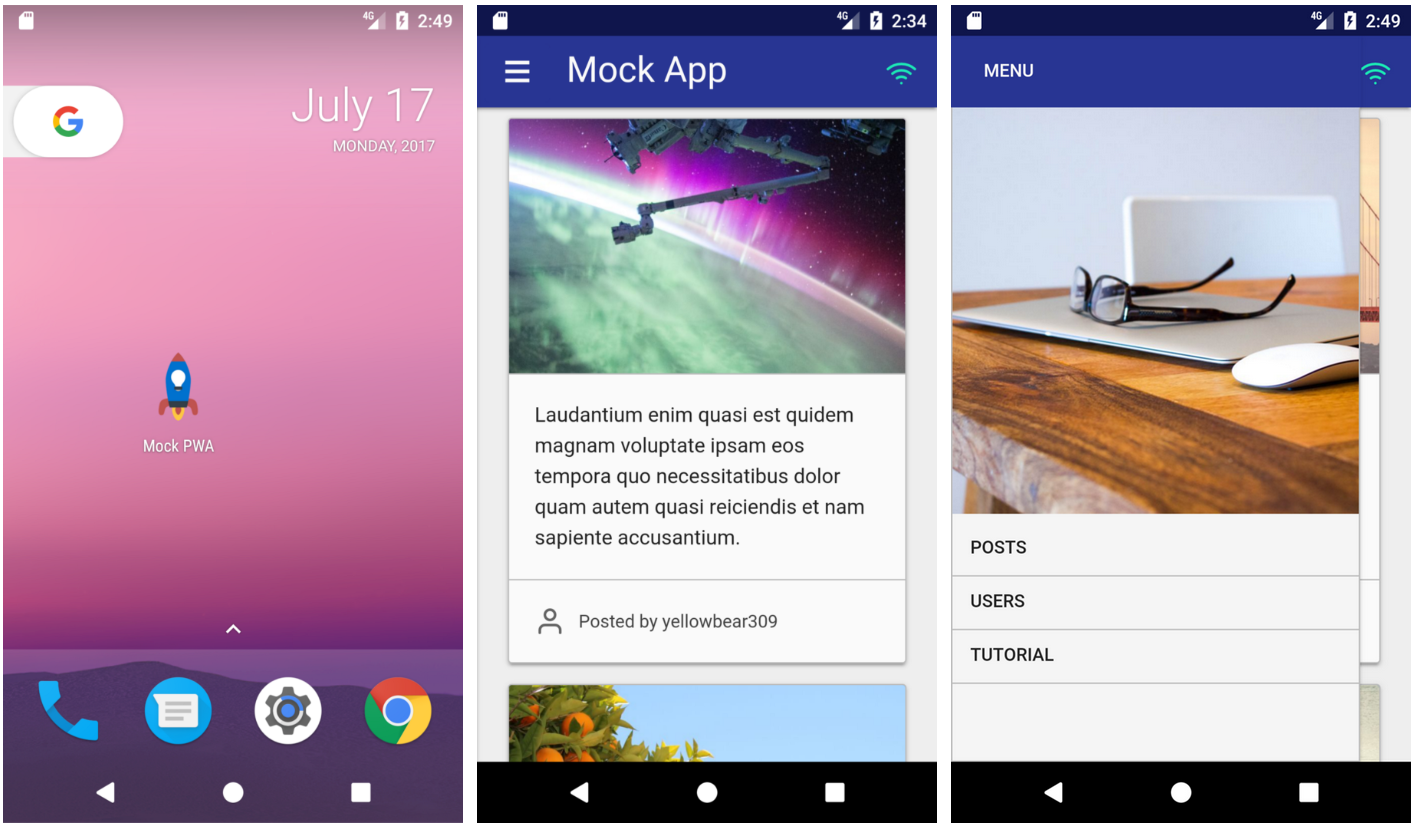 4G 2:49
G
July 17
MONDAY, 2017
Mock PWA
4G 2:34
Mock App
Laudantium enim quasi est quidem
magnam voluptate ipsam eos
tempora quo necessitatibus dolor
quam autem quasi reiciendis et nam
sapiente accusantium.
Posted by yellowbear309
4G 2:49
MENU
POSTS
USERS
TUTORIAL